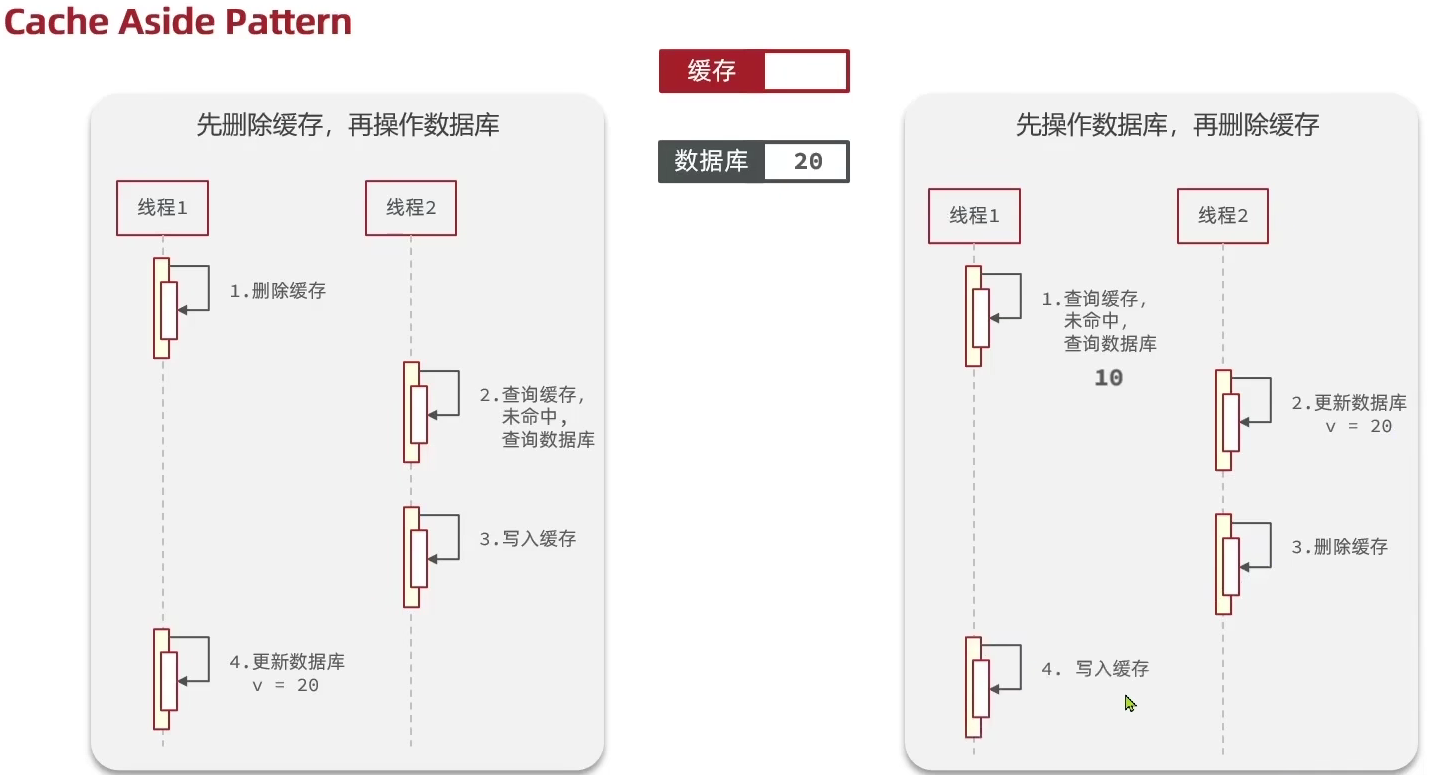 Cache Aside Pattern
缓存
数据库 20
先删除缓存，再操作数据库
线程1
线程2
1.删除缓存
2.查询缓存，
未命中，
查询数据库
3.写入缓存
4.更新数据库
v = 20
先操作数据库，再删除缓存
线程1
线程2
1.查询缓存，
未命中，
查询数据库
10
2.更新数据库
v = 20
3.删除缓存
4. 写入缓存